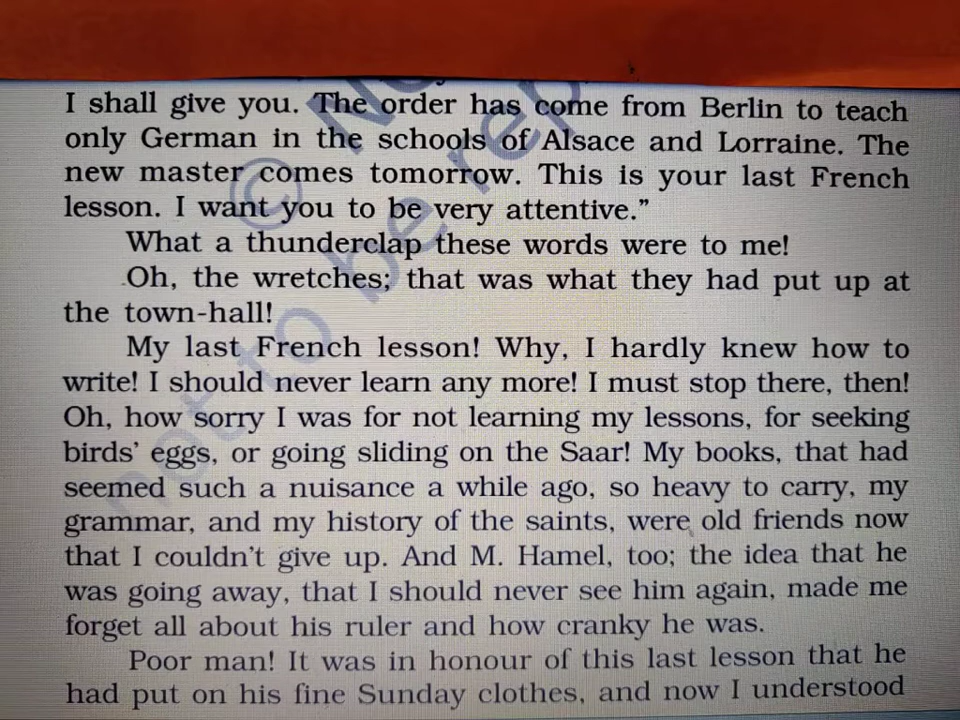 I shall give you. The order has come from Berlin to teach
only German in the schools of Alsace and Lorraine. The
new master comes tomorrow. This is your last French
lesson. I want you to be very attentive.”
What a thunderclap these words were to me!
Oh, the wretches; that was what they had put up at
the town-hall!
My last French lesson! Why, I hardly knew how to
write! I should never learn any more! I must stop there, then!
Oh, how sorry I was for not learning my lessons, for seeking
birds’ eggs, or going sliding on the Saar! My books, that had
seemed such a nuisance a while ago, so heavy to carry, my
grammar, and my history of the saints, were old friends now
that I couldn’t give up. And M. Hamel, too; the idea that he
was going away, that I should never see him again, made me
forget all about his ruler and how cranky he was.
Poor man! It was in honour of this last lesson that he
had put on his fine Sunday clothes, and now I understood
©
not to be